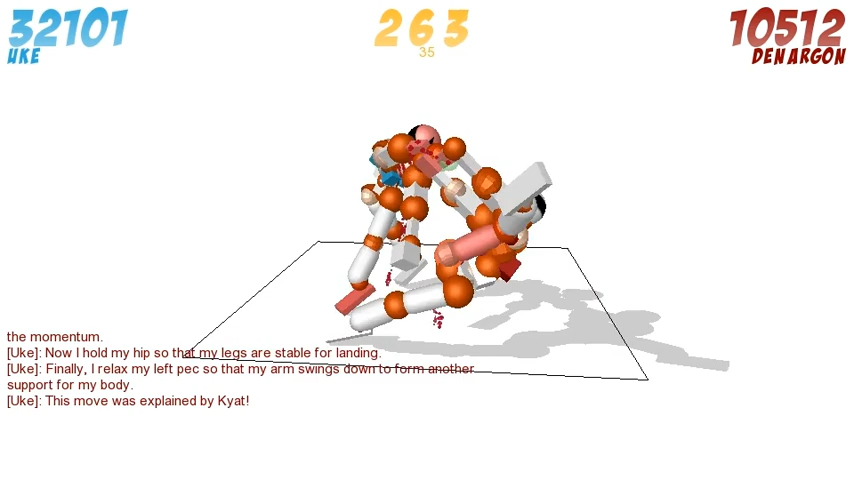 32101
UKE
263
35
10512
DENARGON
the momentum.
[Uke]: Now I hold my hip so that my legs are stable for landing.
[Uke]: Finally, I relax my left pec so that my arm swings down to form another
support for my body.
[Uke]: This move was explained by Kyat!